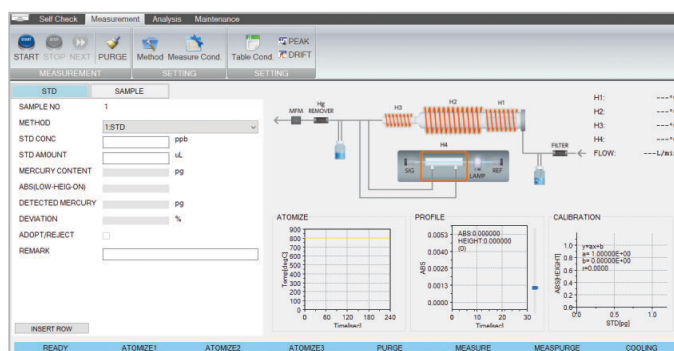 Self Check Measurement Analysis Maintenance
START STOP NEXT PURGE Method Measure Cond. Table Cond. PEAK
DRIFT
MEASUREMENT SETTING SETTING
STD SAMPLE
SAMPLE NO 1
METHOD 1:STD
STD CONC ppb
STD AMOUNT uL
MERCURY CONTENT pg
ABS(LOW-HEIG-ON)
DETECTED MERCURY pg
DEVIATION %
ADOPT/REJECT
REMARK
INSERT ROW
MFM Hg REMOVER H3 H2 H1
H4
SIG LAMP REF
FILTER
H1: ---
H2: ---
H3: ---
H4: ---
FLOW: ---L/mi
ATOMIZE
Temp[degC]
900
800
700
600
500
400
300
200
100
0
0 60 120 180 240
Time[sec]
PROFILE
ABS:0.000000
HEIGHT:0.000000
(0)
ABS
0.0053
0.0040
0.0026
0.0013
0.0000
0 10 20 30
Time[sec]
CALIBRATION
y=ax+b
a= 1.00000E+00
b= 0.00000E+00
r=0.0000
ABS[HEIGHT]
1.0
0.8
0.6
0.4
0.2
0.0 0.5 1.0
STD[pg]
READY ATOMIZE1 ATOMIZE2 ATOMIZE3 PURGE MEASURE MEASPURGE COOLING